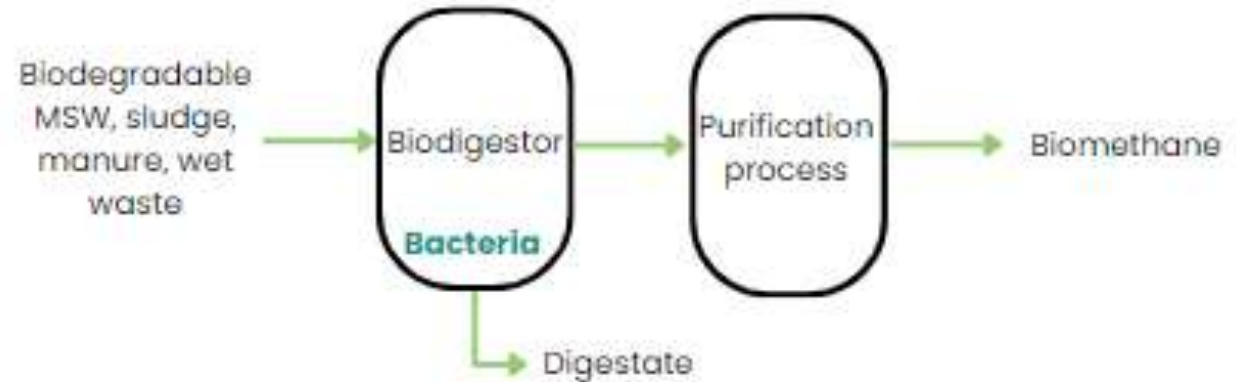 Biodegradable
MSW, sludge,
manure, wet
waste
Biodigestor
Bacteria
Purification
process
Biomethane
Digestate